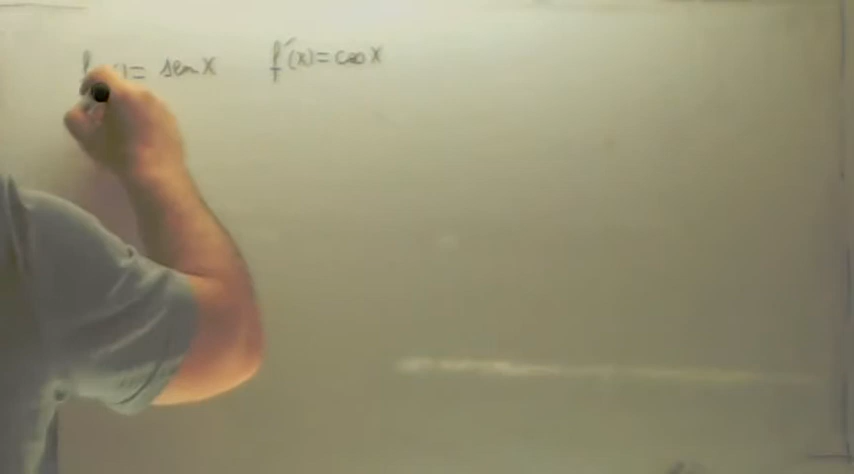 f(x) = sen x f'(x) = cos x